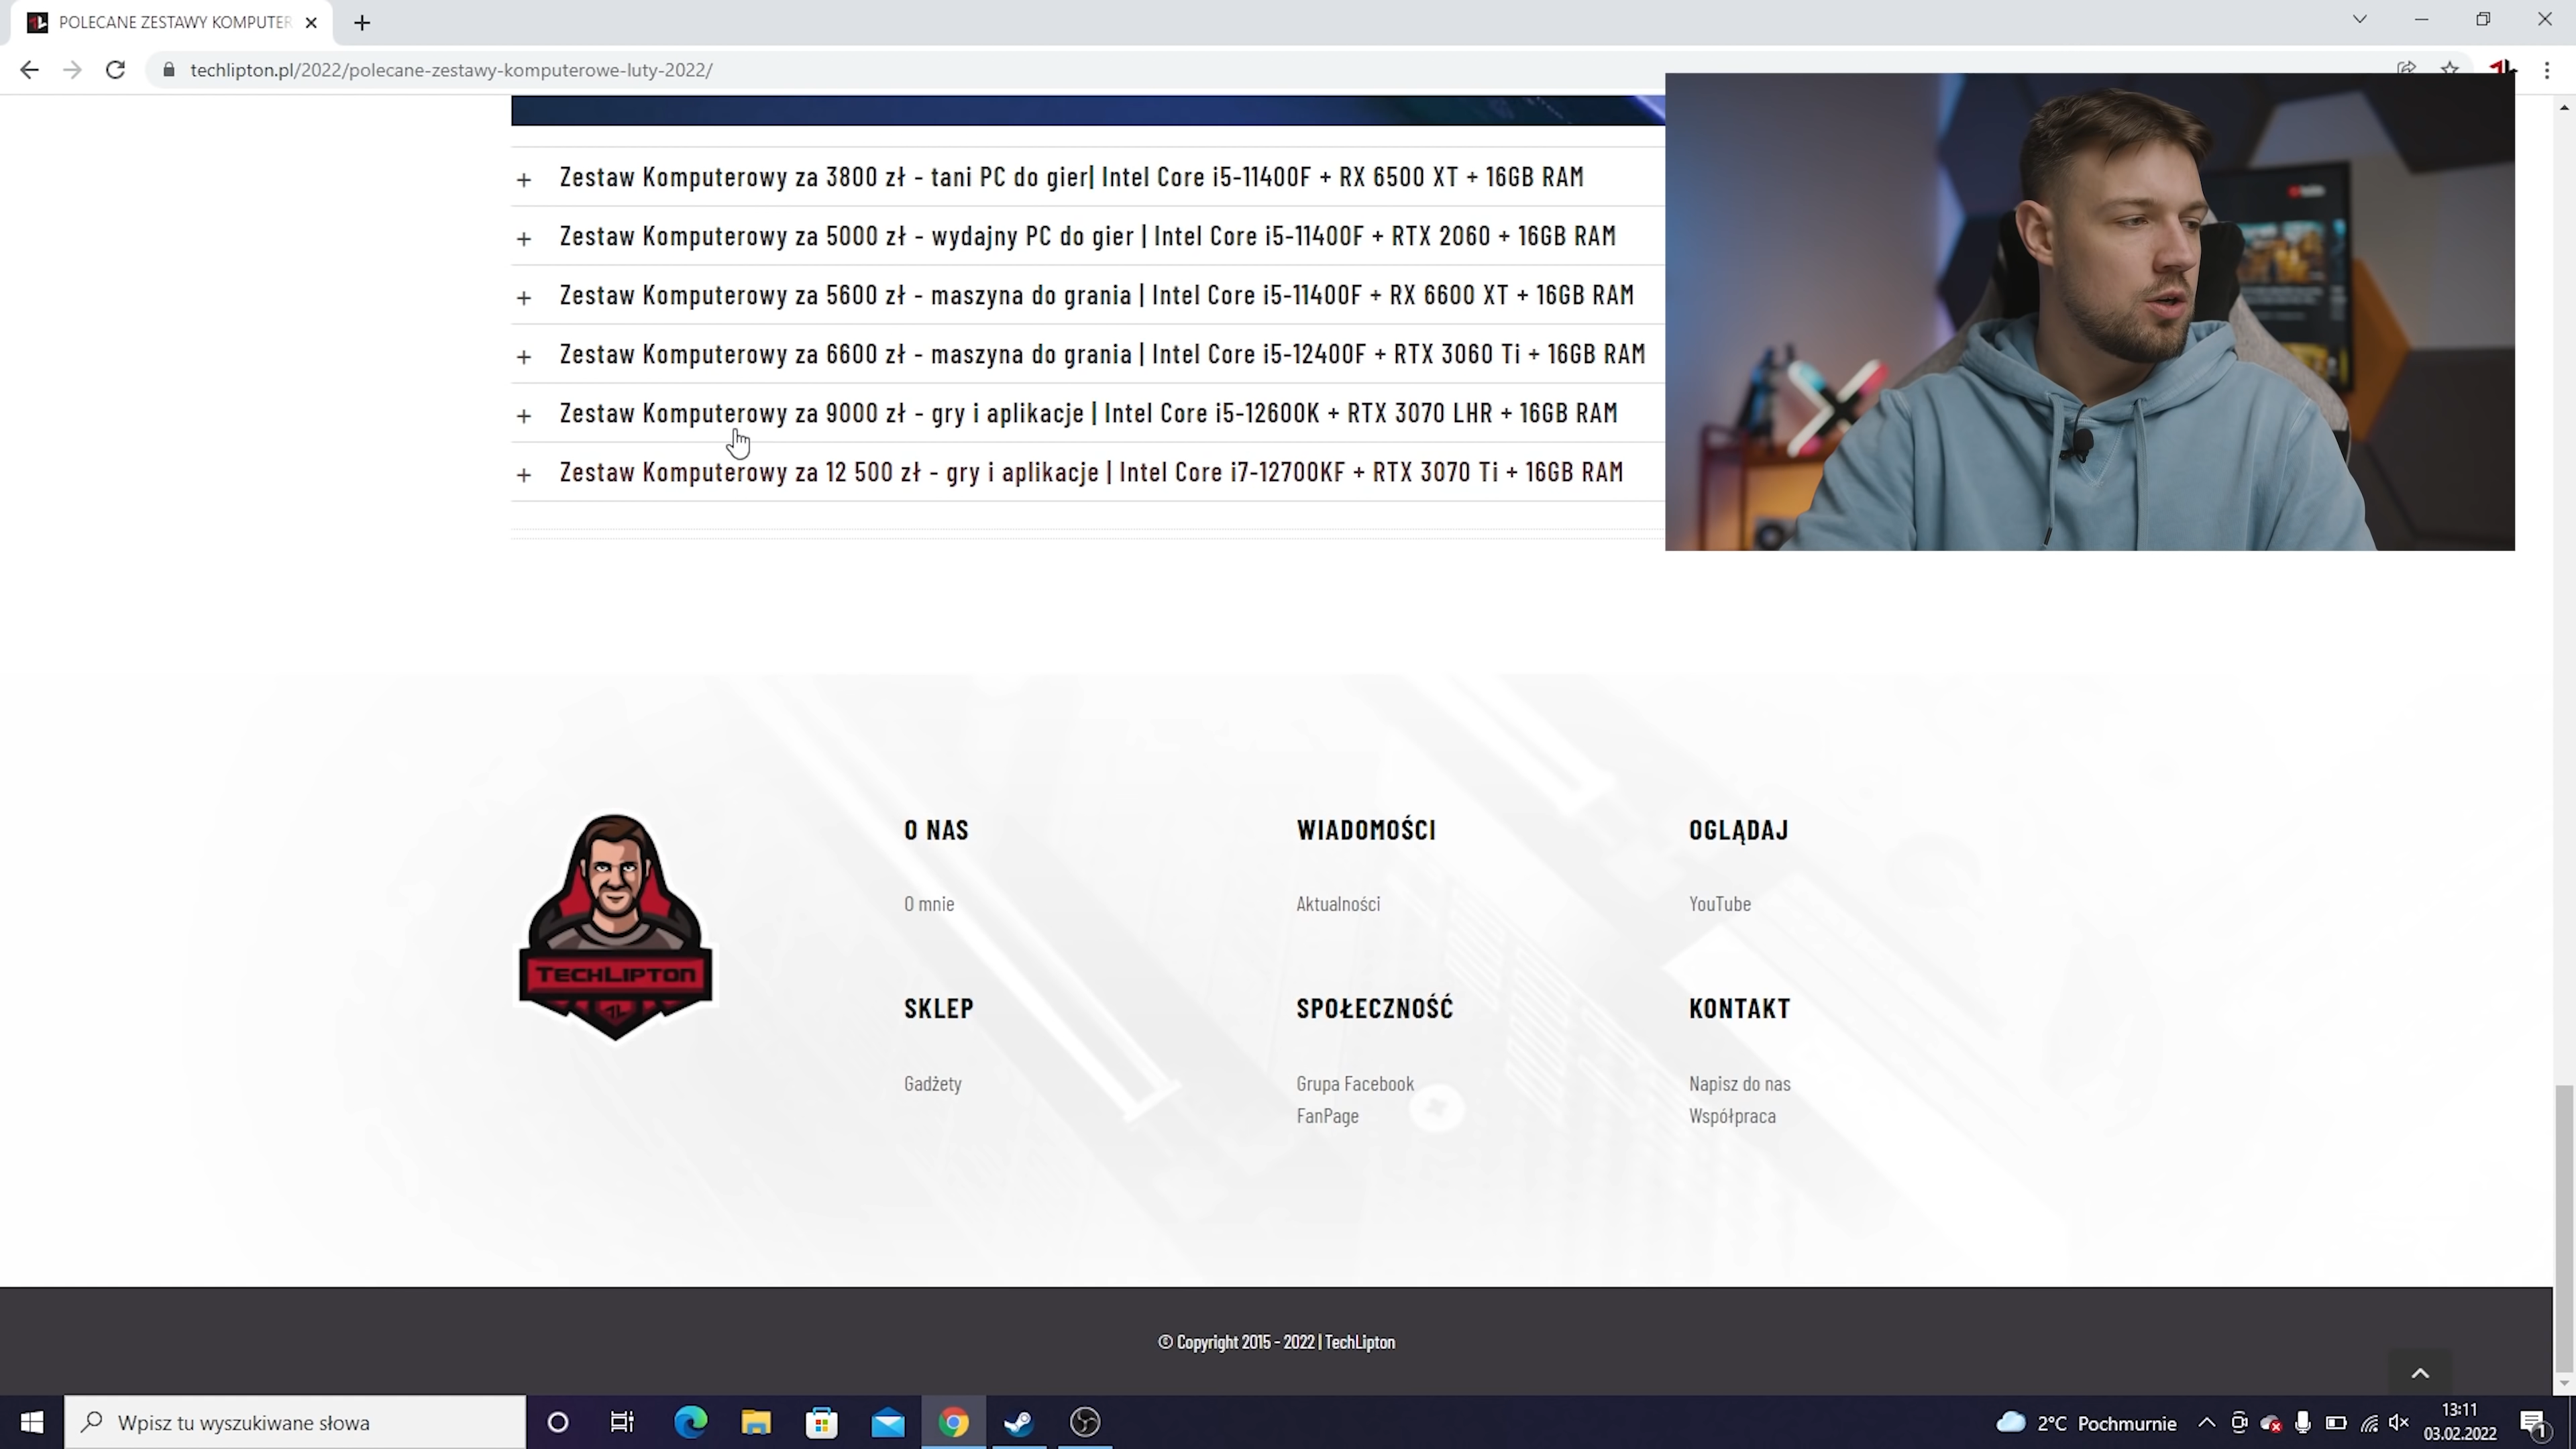 POLECANE ZESTAWY KOMPUTER
techlipton.pl/2022/polecane-zestawy-komputerowe-luty-2022/
Zestaw Komputerowy za 3800 zł - tani PC do gier| Intel Core i5-11400F + RX 6500 XT + 16GB RAM
Zestaw Komputerowy za 5000 zł - wydajny PC do gier | Intel Core i5-11400F + RTX 2060 + 16GB RAM
Zestaw Komputerowy za 5600 zł - maszyna do grania | Intel Core i5-11400F + RX 6600 XT + 16GB RAM
Zestaw Komputerowy za 6600 zł - maszyna do grania | Intel Core i5-12400F + RTX 3060 Ti + 16GB RAM
Zestaw Komputerowy za 9000 zł - gry i aplikacje | Intel Core i5-12600K + RTX 3070 LHR + 16GB RAM
Zestaw Komputerowy za 12 500 zł - gry i aplikacje | Intel Core i7-12700KF + RTX 3070 Ti + 16GB RAM
TECHLIPTON
O NAS
O mnie
WIADOMOŚCI
Aktualności
OGLĄDAJ
YouTube
SKLEP
Gadżety
SPOŁECZNOŚĆ
Grupa Facebook
FanPage
KONTAKT
Napisz do nas
Współpraca
© Copyright 2015 - 2022 | TechLipton
Wpisz tu wyszukiwane słowa
2°C Pochmurnie
13:11
03.02.2022
1